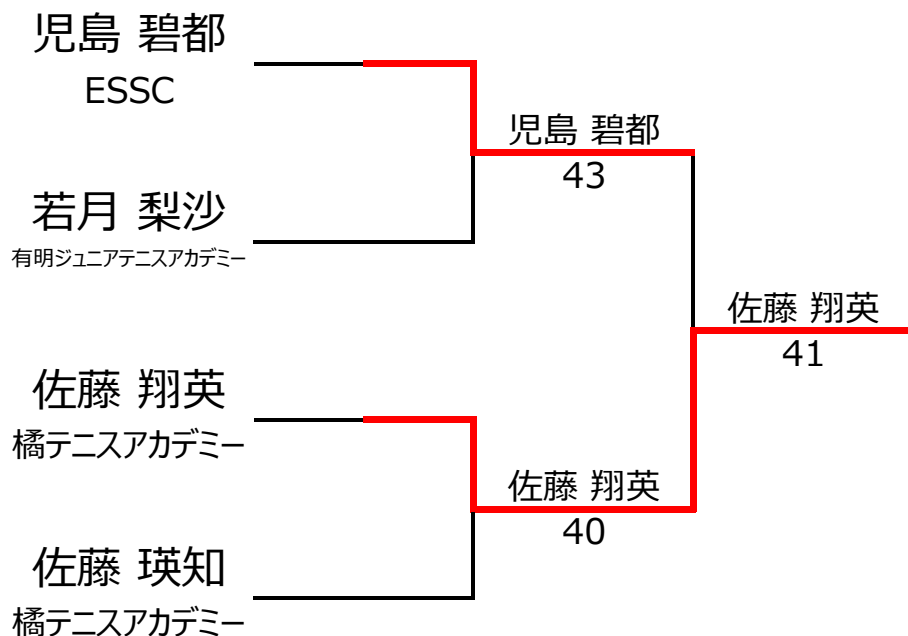 児島 碧都
ESSC
若月 梨沙
有明ジュニアテニスアカデミー
佐藤 翔英
橘テニスアカデミー
佐藤 瑛知
橘テニスアカデミー
児島 碧都
43
佐藤 翔英
40
佐藤 翔英
41